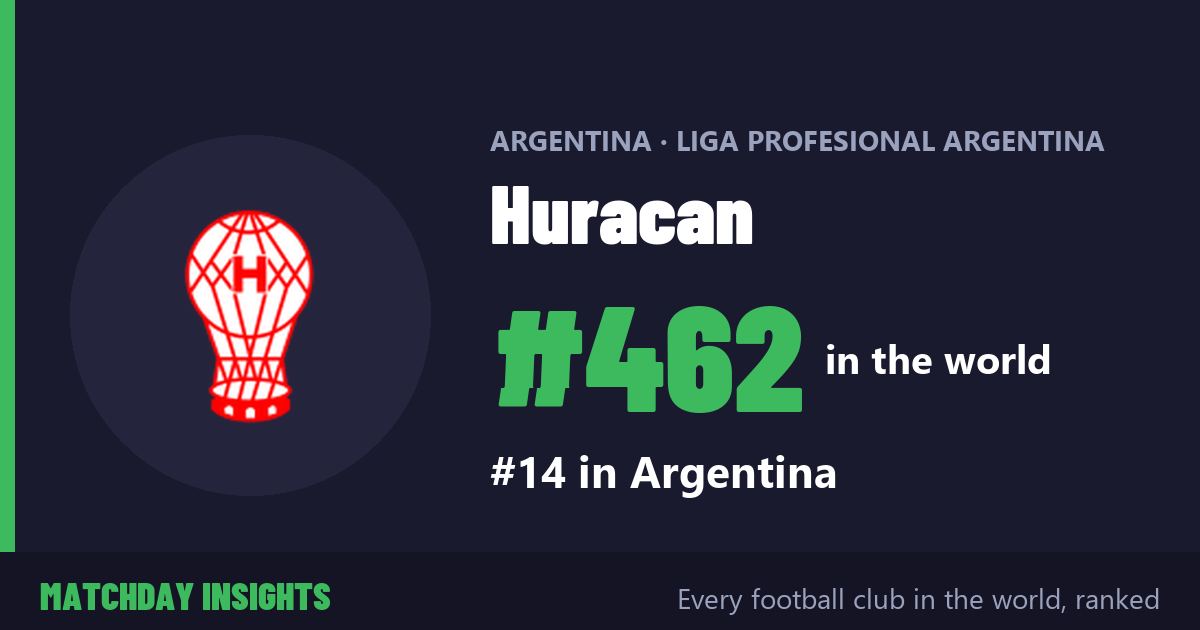 ARGENTINA · LIGA PROFESIONAL ARGENTINA
Huracan
H
#462 in the world
#14 in Argentina
MATCHDAY INSIGHTS
Every football club in the world, ranked